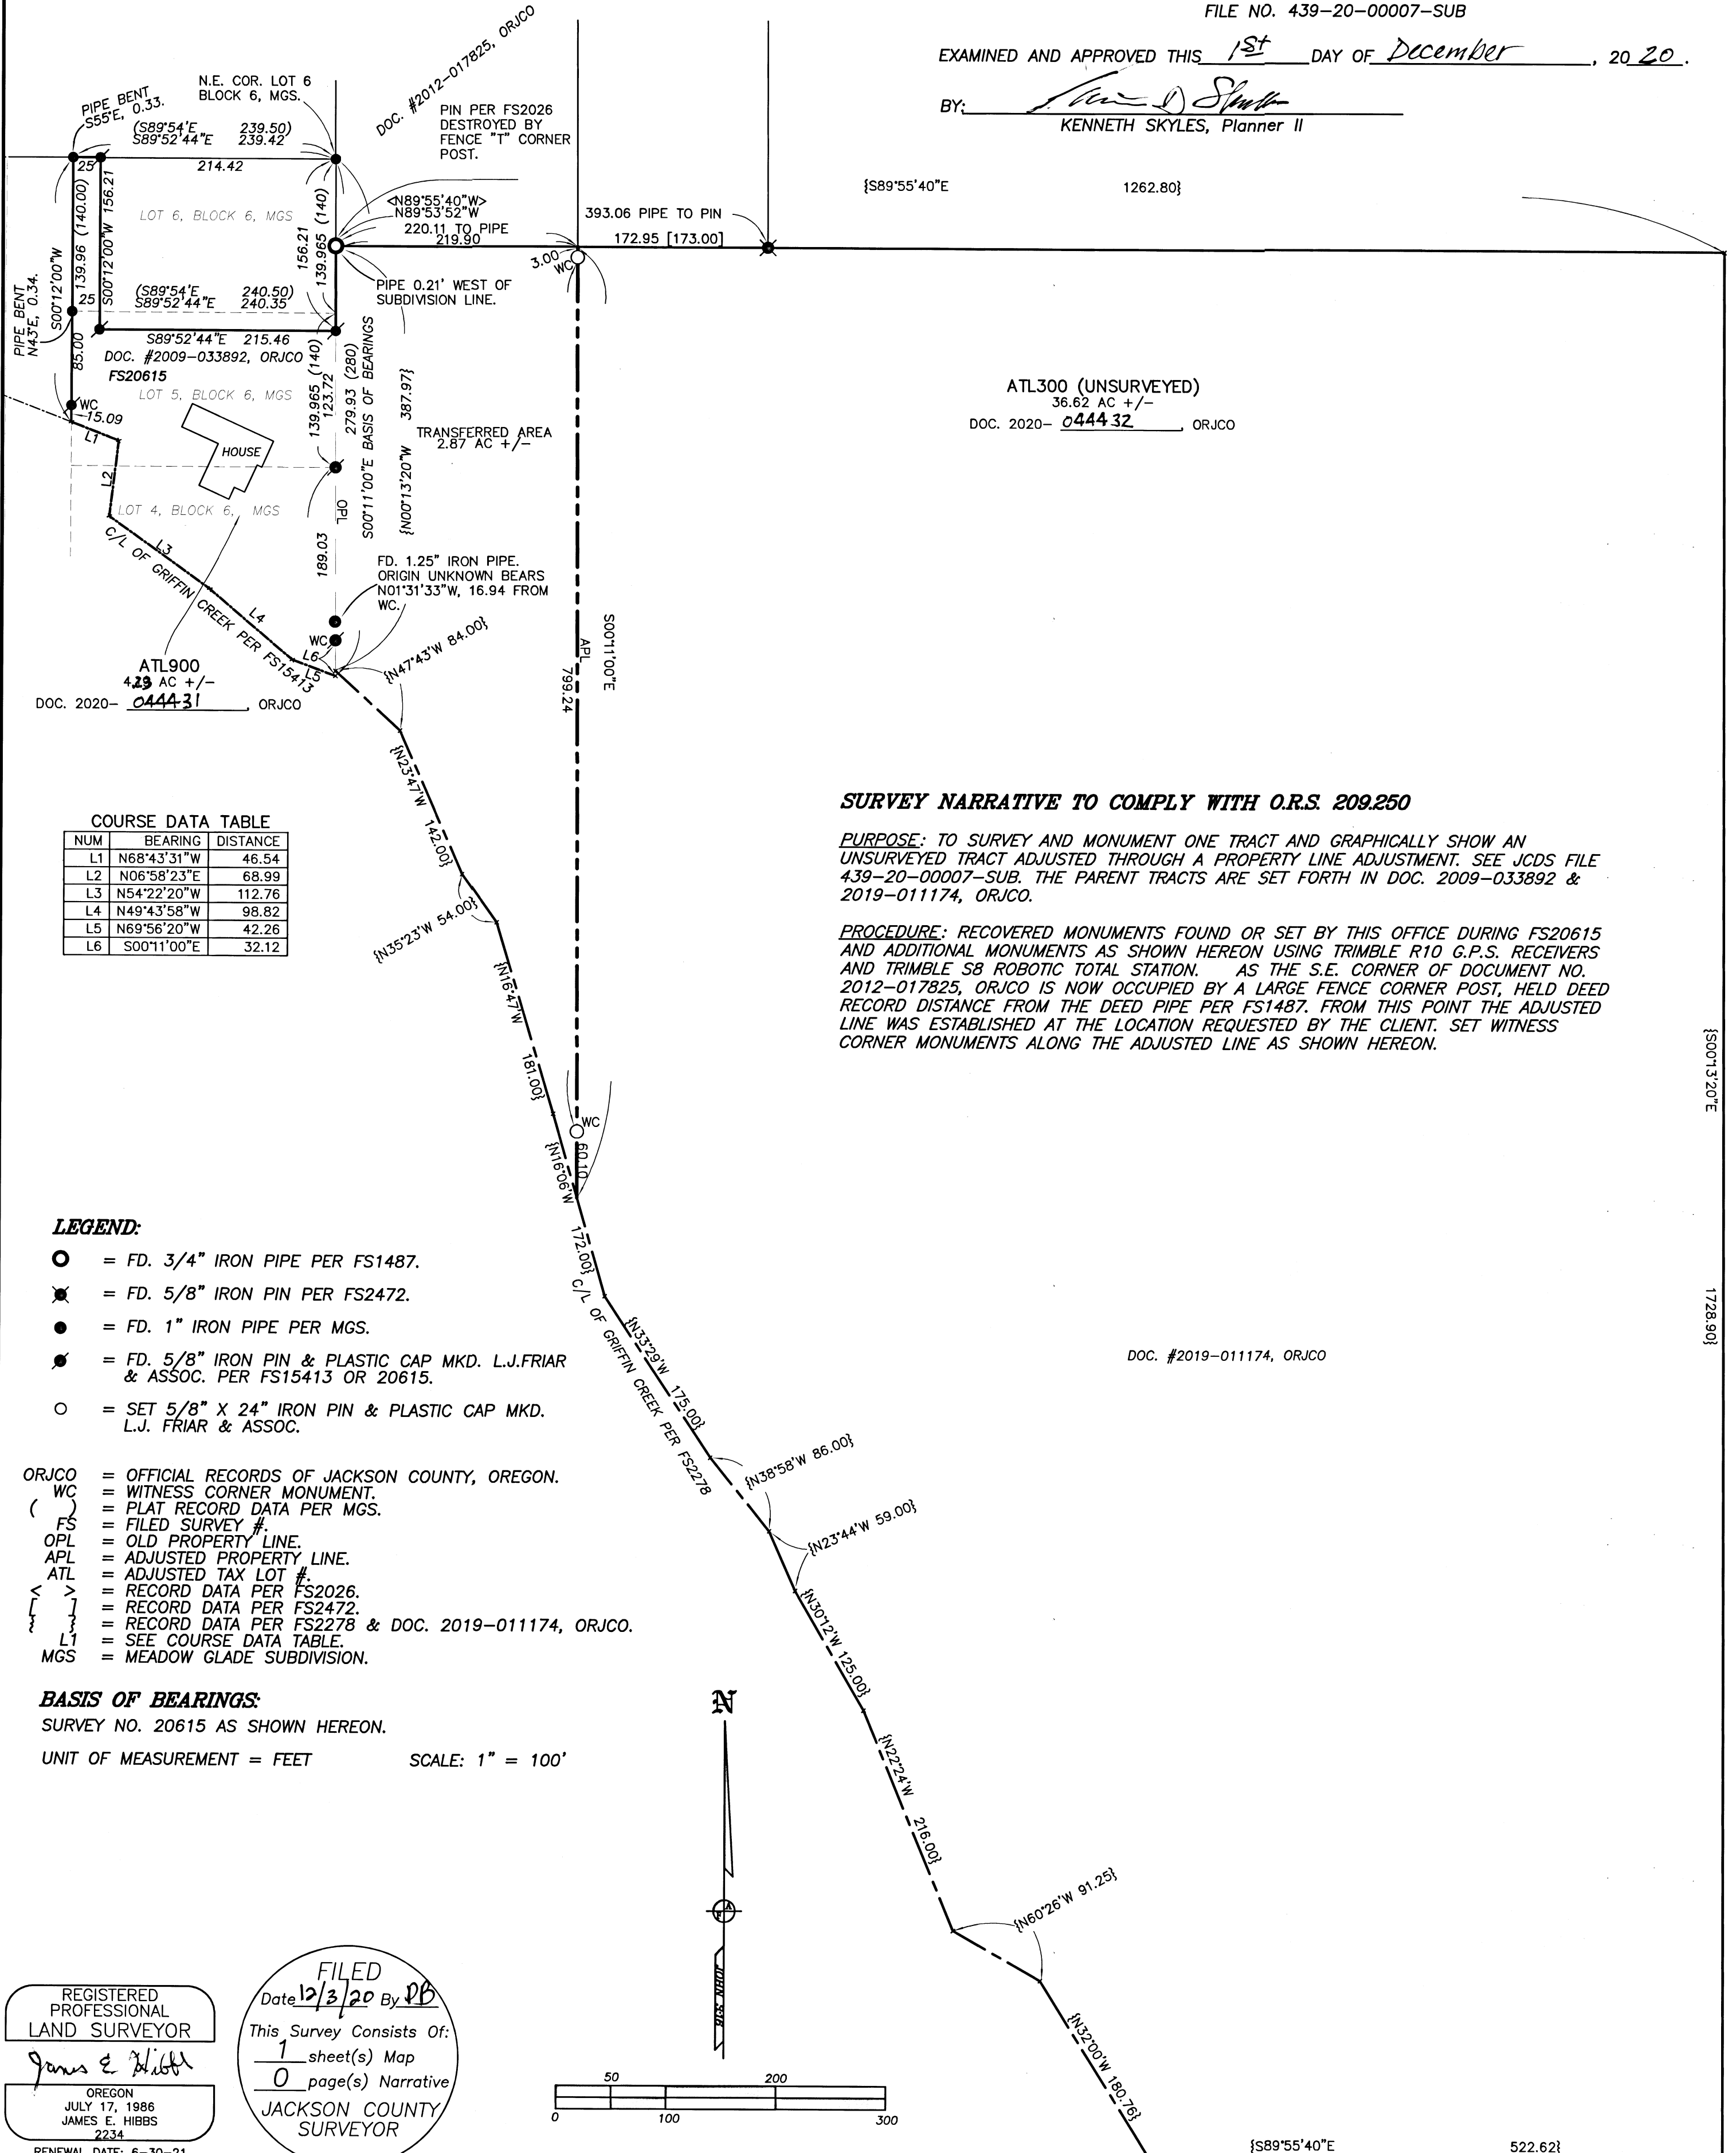 FILE NO. 439-20-00007-SUB
EXAMINED AND APPROVED THIS 1st DAY OF December, 20 20.
BY:
KENNETH SKYLES, Planner II
DOC. #2012-017825, ORJCO
N.E. COR. LOT 6
BLOCK 6, MGS.
PIPE BENT
S55°E, 0.33.
(S89°54'E 239.50)
S89°52'44"E 239.42
25
214.42
PIN PER FS2026
DESTROYED BY
FENCE "T" CORNER
POST.
{S89°55'40"E 1262.80}
<N89°55'40"W>
N89°53'52"W
220.11 TO PIPE
219.90
393.06 PIPE TO PIN
172.95 [173.00]
3.00
WC
LOT 6, BLOCK 6, MGS
139.96 (140.00)
S00°12'00"W
S00°12'00"W 156.21
156.21
139.965 (140)
PIPE 0.21' WEST OF
SUBDIVISION LINE.
PIPE BENT
N43°E, 0.34.
25
(S89°54'E 240.50)
S89°52'44"E 240.35
S89°52'44"E 215.46
DOC. #2009-033892, ORJCO
FS20615
85.00
LOT 5, BLOCK 6, MGS
WC
15.09
L1
L2
HOUSE
139.965 (140)
123.72
279.93 (280)
S00°11'00"E BASIS OF BEARINGS
{N00°13'20"W 387.97}
TRANSFERRED AREA
2.87 AC +/-
ATL300 (UNSURVEYED)
36.62 AC +/-
DOC. 2020- 044432, ORJCO
LOT 4, BLOCK 6, MGS
OPL
189.03
L3
C/L OF GRIFFIN CREEK PER FS15413
L4
FD. 1.25" IRON PIPE.
ORIGIN UNKNOWN BEARS
N01°31'33"W, 16.94 FROM
WC.
WC
L6
L5
ATL900
4.23 AC +/-
DOC. 2020- 044431, ORJCO
{N47°43'W 84.00}
S00°11'00"E
APL
799.24
{N23°47'W 142.00}
{N35°23'W 54.00}
{N16°47'W 181.00}
COURSE DATA TABLE
NUM BEARING DISTANCE
L1 N68°43'31"W 46.54
L2 N06°58'23"E 68.99
L3 N54°22'20"W 112.76
L4 N49°43'58"W 98.82
L5 N69°56'20"W 42.26
L6 S00°11'00"E 32.12
SURVEY NARRATIVE TO COMPLY WITH O.R.S. 209.250
PURPOSE: TO SURVEY AND MONUMENT ONE TRACT AND GRAPHICALLY SHOW AN
UNSURVEYED TRACT ADJUSTED THROUGH A PROPERTY LINE ADJUSTMENT. SEE JCDS FILE
439-20-00007-SUB. THE PARENT TRACTS ARE SET FORTH IN DOC. 2009-033892 &
2019-011174, ORJCO.
PROCEDURE: RECOVERED MONUMENTS FOUND OR SET BY THIS OFFICE DURING FS20615
AND ADDITIONAL MONUMENTS AS SHOWN HEREON USING TRIMBLE R10 G.P.S. RECEIVERS
AND TRIMBLE S8 ROBOTIC TOTAL STATION. AS THE S.E. CORNER OF DOCUMENT NO.
2012-017825, ORJCO IS NOW OCCUPIED BY A LARGE FENCE CORNER POST, HELD DEED
RECORD DISTANCE FROM THE DEED PIPE PER FS1487. FROM THIS POINT THE ADJUSTED
LINE WAS ESTABLISHED AT THE LOCATION REQUESTED BY THE CLIENT. SET WITNESS
CORNER MONUMENTS ALONG THE ADJUSTED LINE AS SHOWN HEREON.
{S00°13'20"E 1728.90}
WC
60.10
{N16°06'W 172.00}
C/L OF GRIFFIN CREEK PER FS2278
{N33°29'W 175.00}
DOC. #2019-011174, ORJCO
{N38°58'W 86.00}
{N23°44'W 59.00}
{N30°12'W 125.00}
{N22°24'W 216.00}
{N60°26'W 91.25}
{N32°00'W 180.76}
{S89°55'40"E 522.62}
LEGEND:
= FD. 3/4" IRON PIPE PER FS1487.
= FD. 5/8" IRON PIN PER FS2472.
= FD. 1" IRON PIPE PER MGS.
= FD. 5/8" IRON PIN & PLASTIC CAP MKD. L.J.FRIAR
& ASSOC. PER FS15413 OR 20615.
= SET 5/8" X 24" IRON PIN & PLASTIC CAP MKD.
L.J. FRIAR & ASSOC.
ORJCO = OFFICIAL RECORDS OF JACKSON COUNTY, OREGON.
WC = WITNESS CORNER MONUMENT.
( ) = PLAT RECORD DATA PER MGS.
FS = FILED SURVEY #.
OPL = OLD PROPERTY LINE.
APL = ADJUSTED PROPERTY LINE.
ATL = ADJUSTED TAX LOT #.
< > = RECORD DATA PER FS2026.
[ ] = RECORD DATA PER FS2472.
{ } = RECORD DATA PER FS2278 & DOC. 2019-011174, ORJCO.
L1 = SEE COURSE DATA TABLE.
MGS = MEADOW GLADE SUBDIVISION.
BASIS OF BEARINGS:
SURVEY NO. 20615 AS SHOWN HEREON.
UNIT OF MEASUREMENT = FEET SCALE: 1" = 100'
N
JOHN 3:16
REGISTERED
PROFESSIONAL
LAND SURVEYOR
James E Hibbs
OREGON
JULY 17, 1986
JAMES E. HIBBS
2234
RENEWAL DATE: 6-30-21
FILED
Date 12/3/20 By PB
This Survey Consists Of:
1 sheet(s) Map
0 page(s) Narrative
JACKSON COUNTY
SURVEYOR
50 200
0 100 300